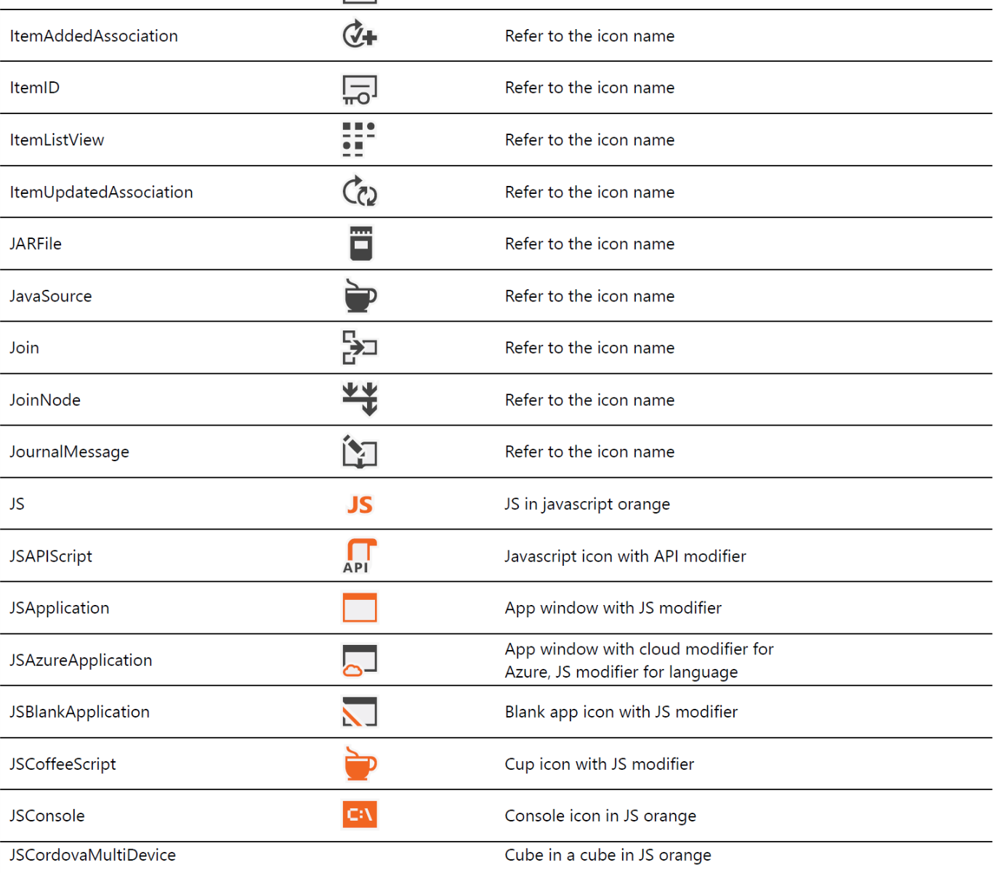 ItemAddedAssociation Refer to the icon name
ItemID Refer to the icon name
ItemListView Refer to the icon name
ItemUpdatedAssociation Refer to the icon name
JARFile Refer to the icon name
JavaSource Refer to the icon name
Join Refer to the icon name
JoinNode Refer to the icon name
JournalMessage Refer to the icon name
JS JS JS in javascript orange
JSAPIScript API Javascript icon with API modifier
JSApplication App window with JS modifier
JSAzureApplication App window with cloud modifier for
Azure, JS modifier for language
JSBlankApplication Blank app icon with JS modifier
JSCoffeeScript Cup icon with JS modifier
JSConsole C:\ Console icon in JS orange
JSCordovaMultiDevice Cube in a cube in JS orange